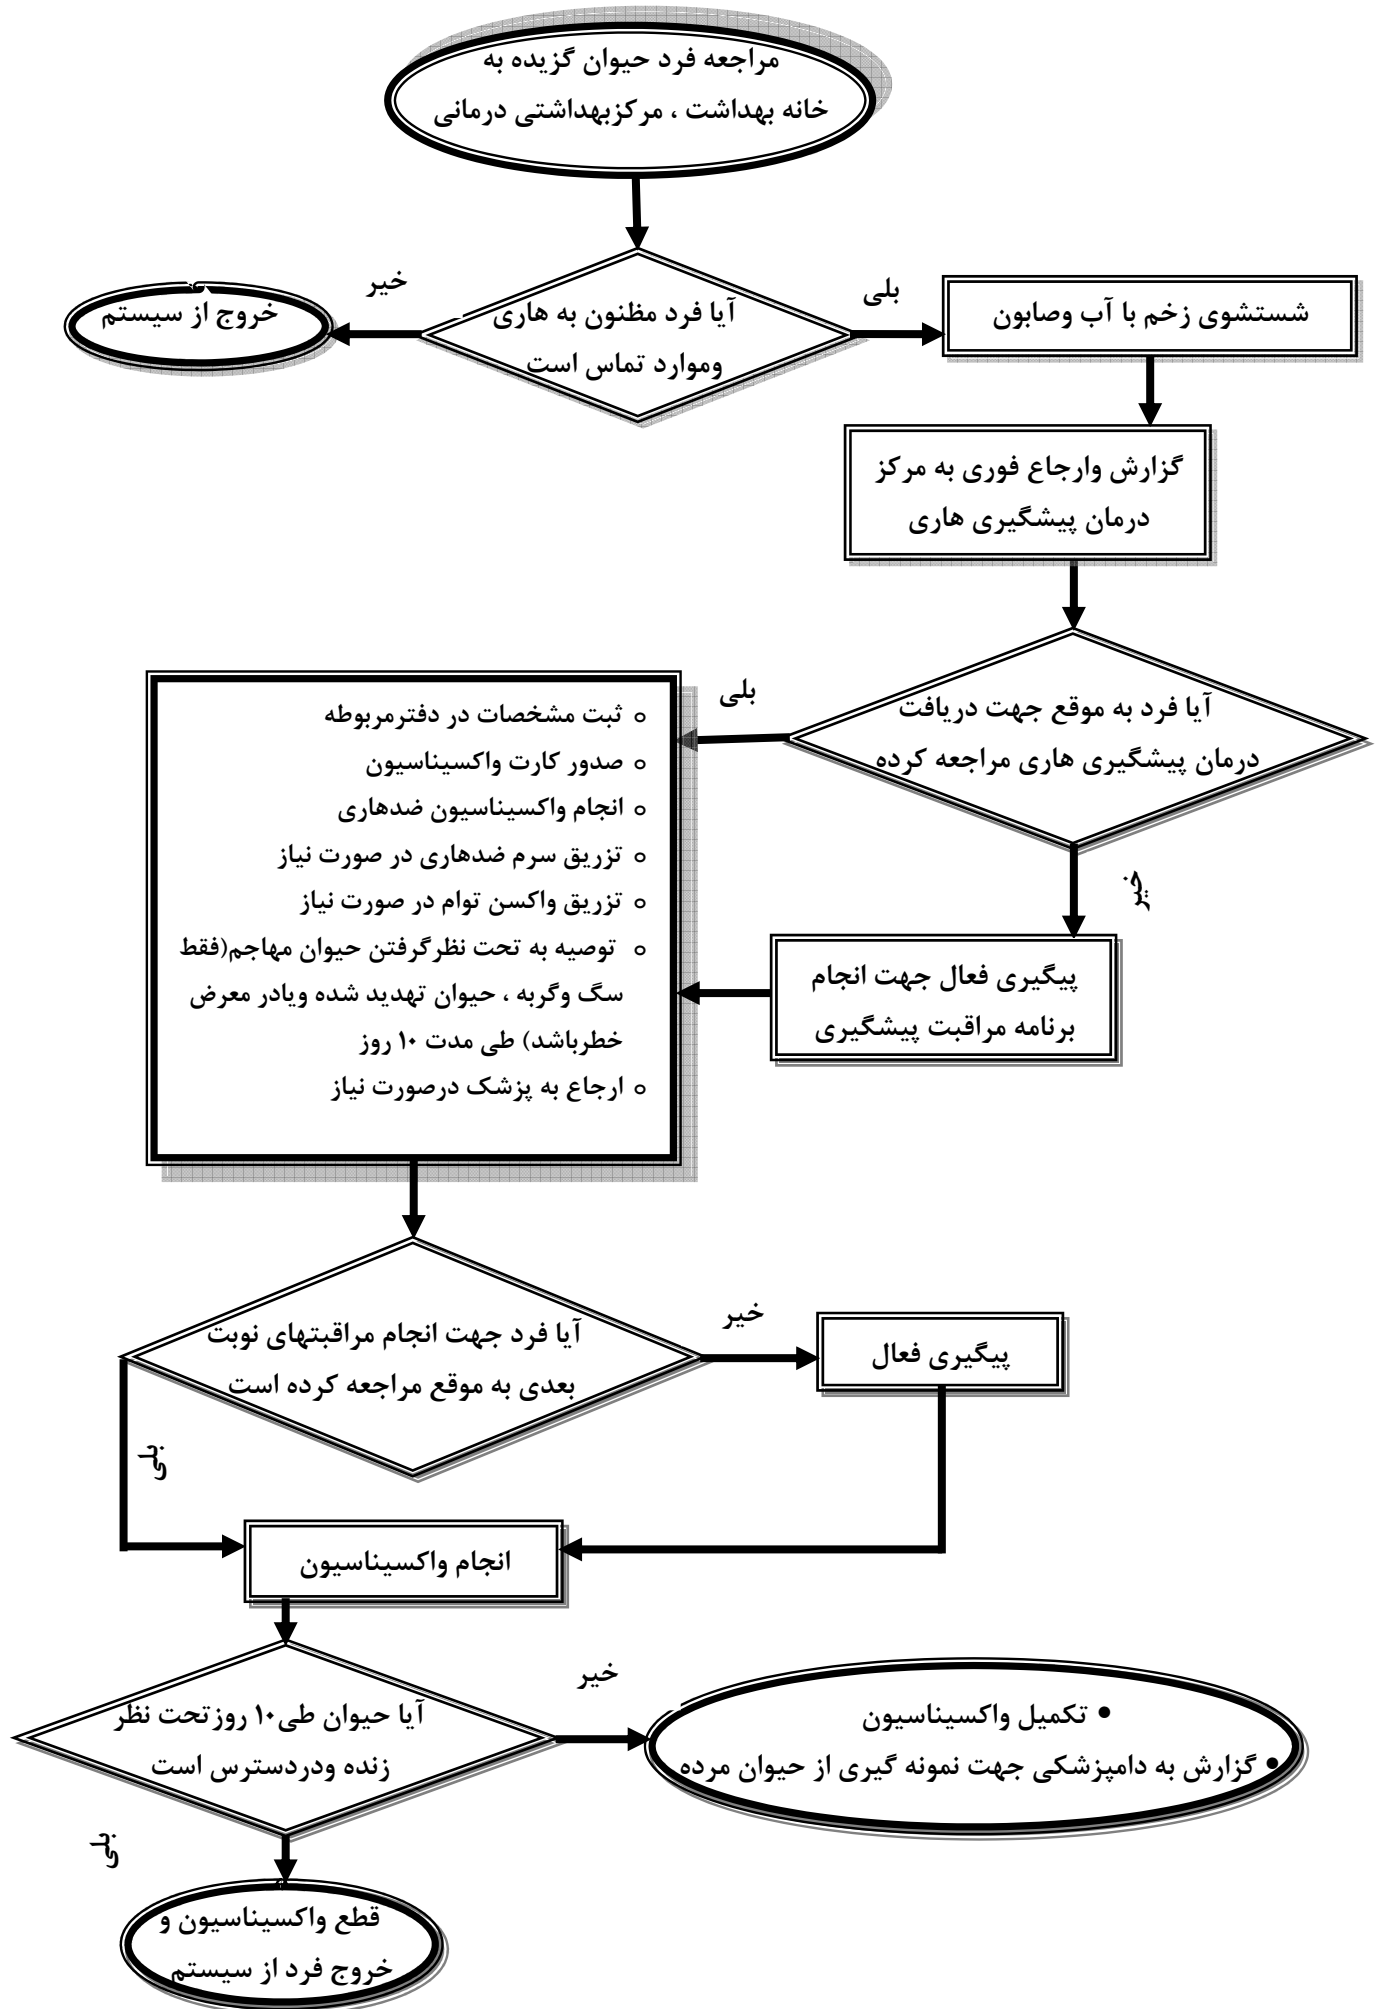 مراجعه فرد حیوان گزیده به
خانه بهداشت ، مرکزبهداشتی درمانی
آیا فرد مظنون به هاری
وموارد تماس است
خیر
خروج از سیستم
بلی
شستشوی زخم با آب وصابون
گزارش وارجاع فوری به مرکز
درمان پیشگیری هاری
آیا فرد به موقع جهت دریافت
درمان پیشگیری هاری مراجعه کرده
بلی
خیر
پیگیری فعال جهت انجام
برنامه مراقبت پیشگیری
o ثبت مشخصات در دفترمربوطه
o صدور کارت واکسیناسیون
o انجام واکسیناسیون ضدهاری
o تزریق سرم ضدهاری در صورت نیاز
o تزریق واکسن توام در صورت نیاز
o توصیه به تحت نظرگرفتن حیوان مهاجم(فقط
سگ وگربه ، حیوان تهدید شده ویادر معرض
خطرباشد) طی مدت ۱۰ روز
o ارجاع به پزشک درصورت نیاز
آیا فرد جهت انجام مراقبتهای نوبت
بعدی به موقع مراجعه کرده است
خیر
پیگیری فعال
بلی
انجام واکسیناسیون
آیا حیوان طی۱۰ روزتحت نظر
زنده ودردسترس است
خیر
• تکمیل واکسیناسیون
• گزارش به دامپزشکی جهت نمونه گیری از حیوان مرده
بلی
قطع واکسیناسیون و
خروج فرد از سیستم